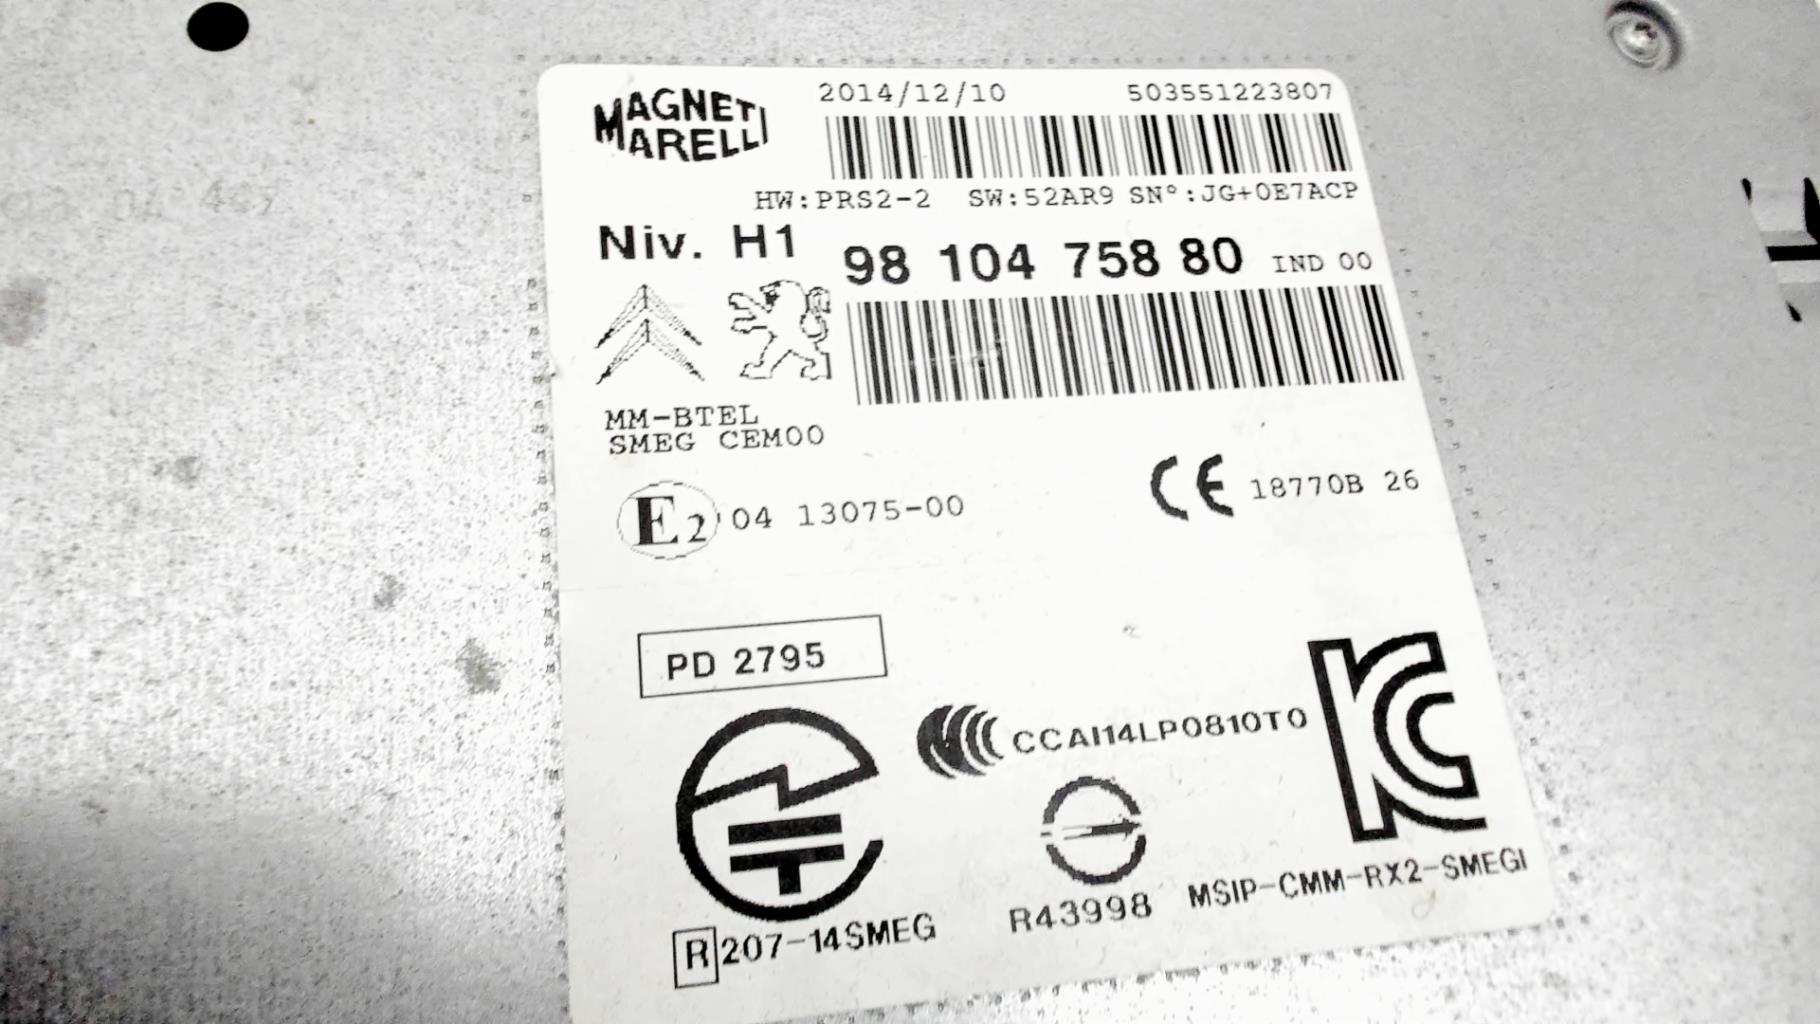 MAGNETI
MARELLI
2014/12/10 503551223807
HW:PRS2-2 SW:52AR9 SN°:JG+0E7ACP
Niv. H1 98 104 758 80 IND 00
MM-BTEL
SMEG CEM00
E2 04 13075-00
CE 18770B 26
PD 2795
CCAI14LP0810T0
R 207-14SMEG
R43998
MSIP-CMM-RX2-SMEGI